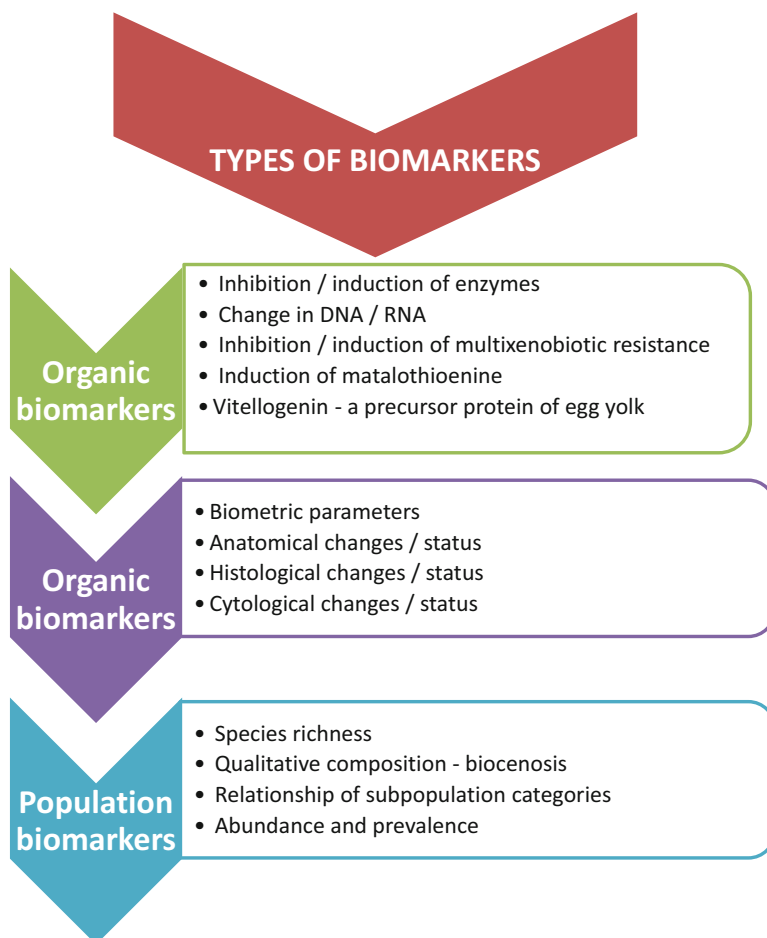 TYPES OF BIOMARKERS
Organic
biomarkers
• Inhibition / induction of enzymes
• Change in DNA / RNA
• Inhibition / induction of multixenobiotic resistance
• Induction of matalothioenine
• Vitellogenin - a precursor protein of egg yolk
Organic
biomarkers
• Biometric parameters
• Anatomical changes / status
• Histological changes / status
• Cytological changes / status
Population
biomarkers
• Species richness
• Qualitative composition - biocenosis
• Relationship of subpopulation categories
• Abundance and prevalence